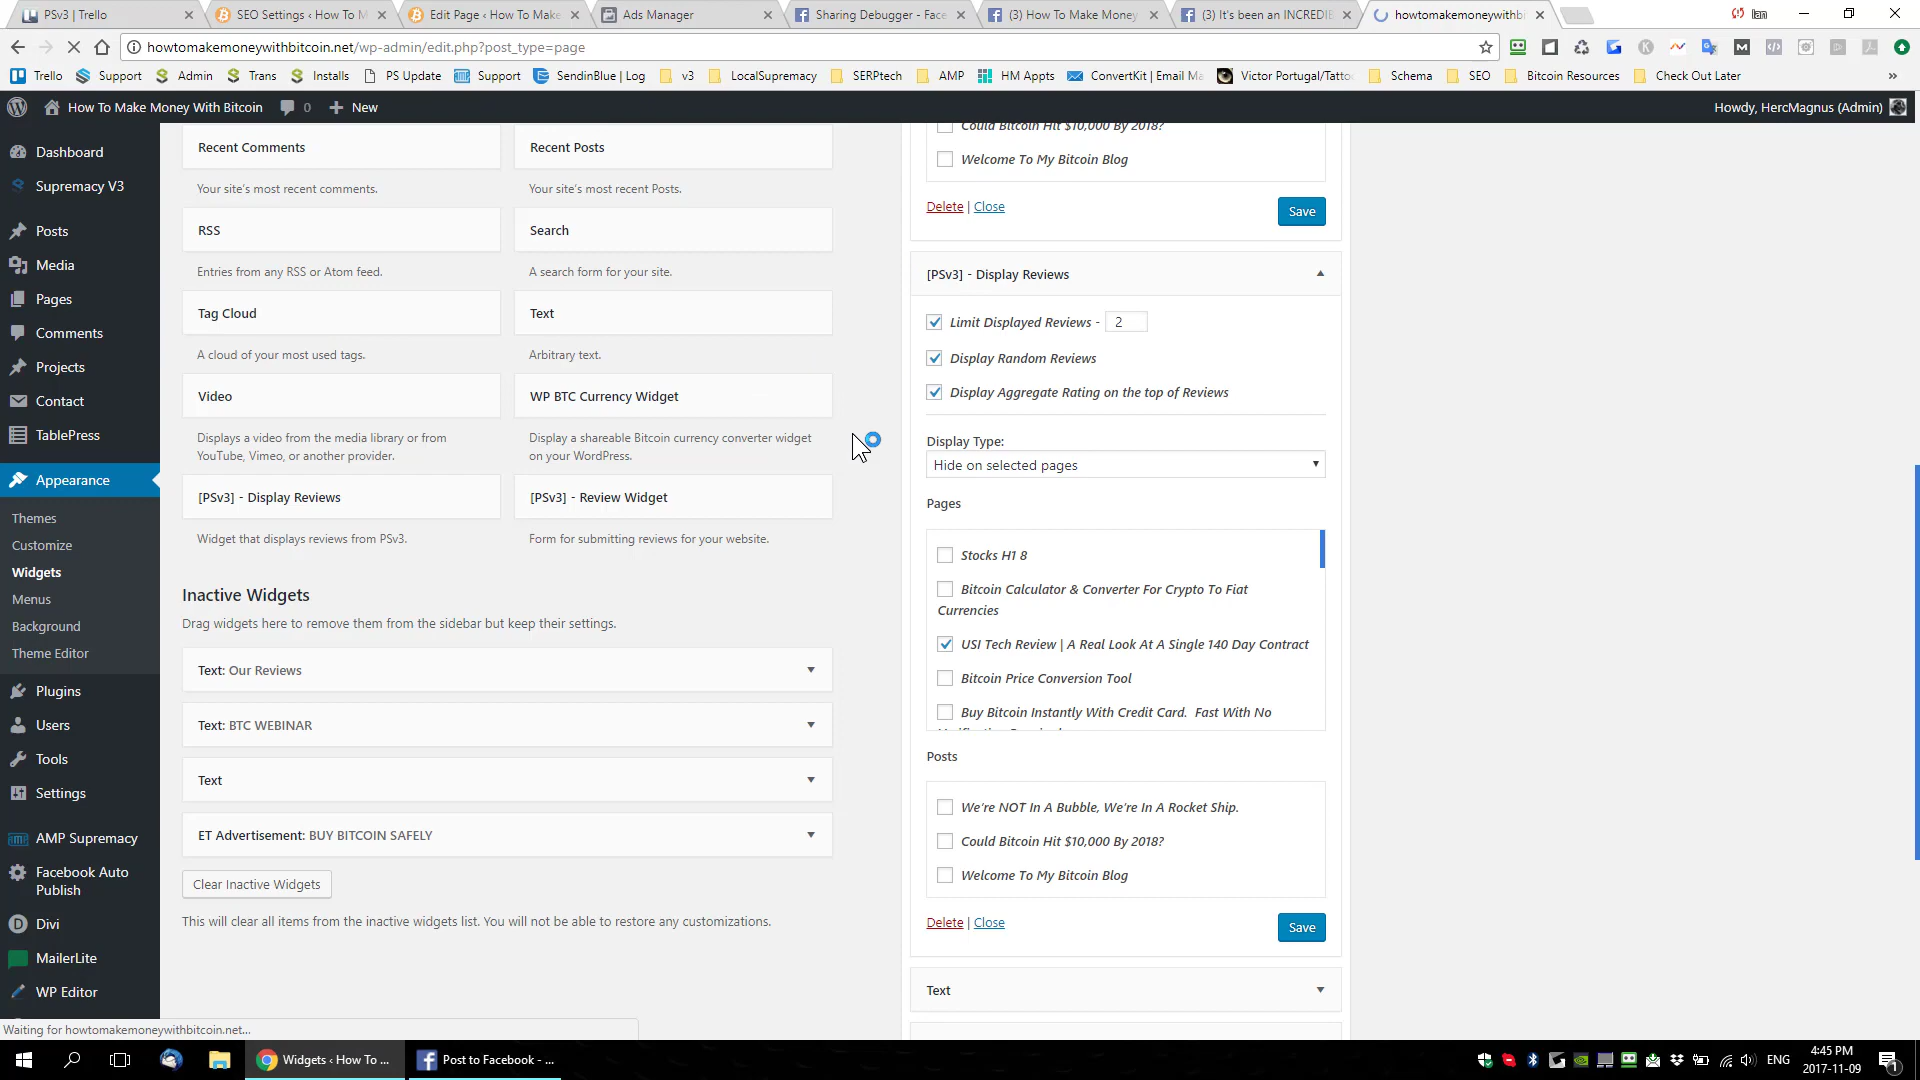 PSv3 | Trello
SEO Settings ‹ How To M
Edit Page ‹ How To Make
Ads Manager
Sharing Debugger - Face
(3) How To Make Money
(3) It's been an INCREDIE
howtomakemoneywithbi
Ian
howtomakemoneywithbitcoin.net/wp-admin/edit.php?post_type=page
Trello
Support
Admin
Trans
Installs
PS Update
Support
SendinBlue | Log
v3
LocalSupremacy
SERPtech
AMP
HM Appts
ConvertKit | Email Ma
Victor Portugal/Tattoo
Schema
SEO
Bitcoin Resources
Check Out Later
»
How To Make Money With Bitcoin
0
New
Howdy, HercMagnus (Admin)
Dashboard
Supremacy V3
Posts
Media
Pages
Comments
Projects
Contact
TablePress
Appearance
Themes
Customize
Widgets
Menus
Background
Theme Editor
Plugins
Users
Tools
Settings
AMP Supremacy
Facebook Auto
Publish
Divi
MailerLite
WP Editor
Recent Comments
Your site's most recent comments.
Recent Posts
Your site's most recent Posts.
RSS
Entries from any RSS or Atom feed.
Search
A search form for your site.
Tag Cloud
A cloud of your most used tags.
Text
Arbitrary text.
Video
Displays a video from the media library or from
YouTube, Vimeo, or another provider.
WP BTC Currency Widget
Display a shareable Bitcoin currency converter widget
on your WordPress.
[PSv3] - Display Reviews
Widget that displays reviews from PSv3.
[PSv3] - Review Widget
Form for submitting reviews for your website.
Inactive Widgets
Drag widgets here to remove them from the sidebar but keep their settings.
Text: Our Reviews
Text: BTC WEBINAR
Text
ET Advertisement: BUY BITCOIN SAFELY
Clear Inactive Widgets
This will clear all items from the inactive widgets list. You will not be able to restore any customizations.
Could Bitcoin Hit $10,000 By 2018?
Welcome To My Bitcoin Blog
Delete | Close
Save
[PSv3] - Display Reviews
Limit Displayed Reviews - 2
Display Random Reviews
Display Aggregate Rating on the top of Reviews
Display Type:
Hide on selected pages
Pages
Stocks H1 8
Bitcoin Calculator & Converter For Crypto To Fiat
Currencies
USI Tech Review | A Real Look At A Single 140 Day Contract
Bitcoin Price Conversion Tool
Buy Bitcoin Instantly With Credit Card. Fast With No
Posts
We're NOT In A Bubble, We're In A Rocket Ship.
Could Bitcoin Hit $10,000 By 2018?
Welcome To My Bitcoin Blog
Delete | Close
Save
Text
Waiting for howtomakemoneywithbitcoin.net...
Widgets ‹ How To ...
Post to Facebook - ...
ENG
4:45 PM
2017-11-09
1